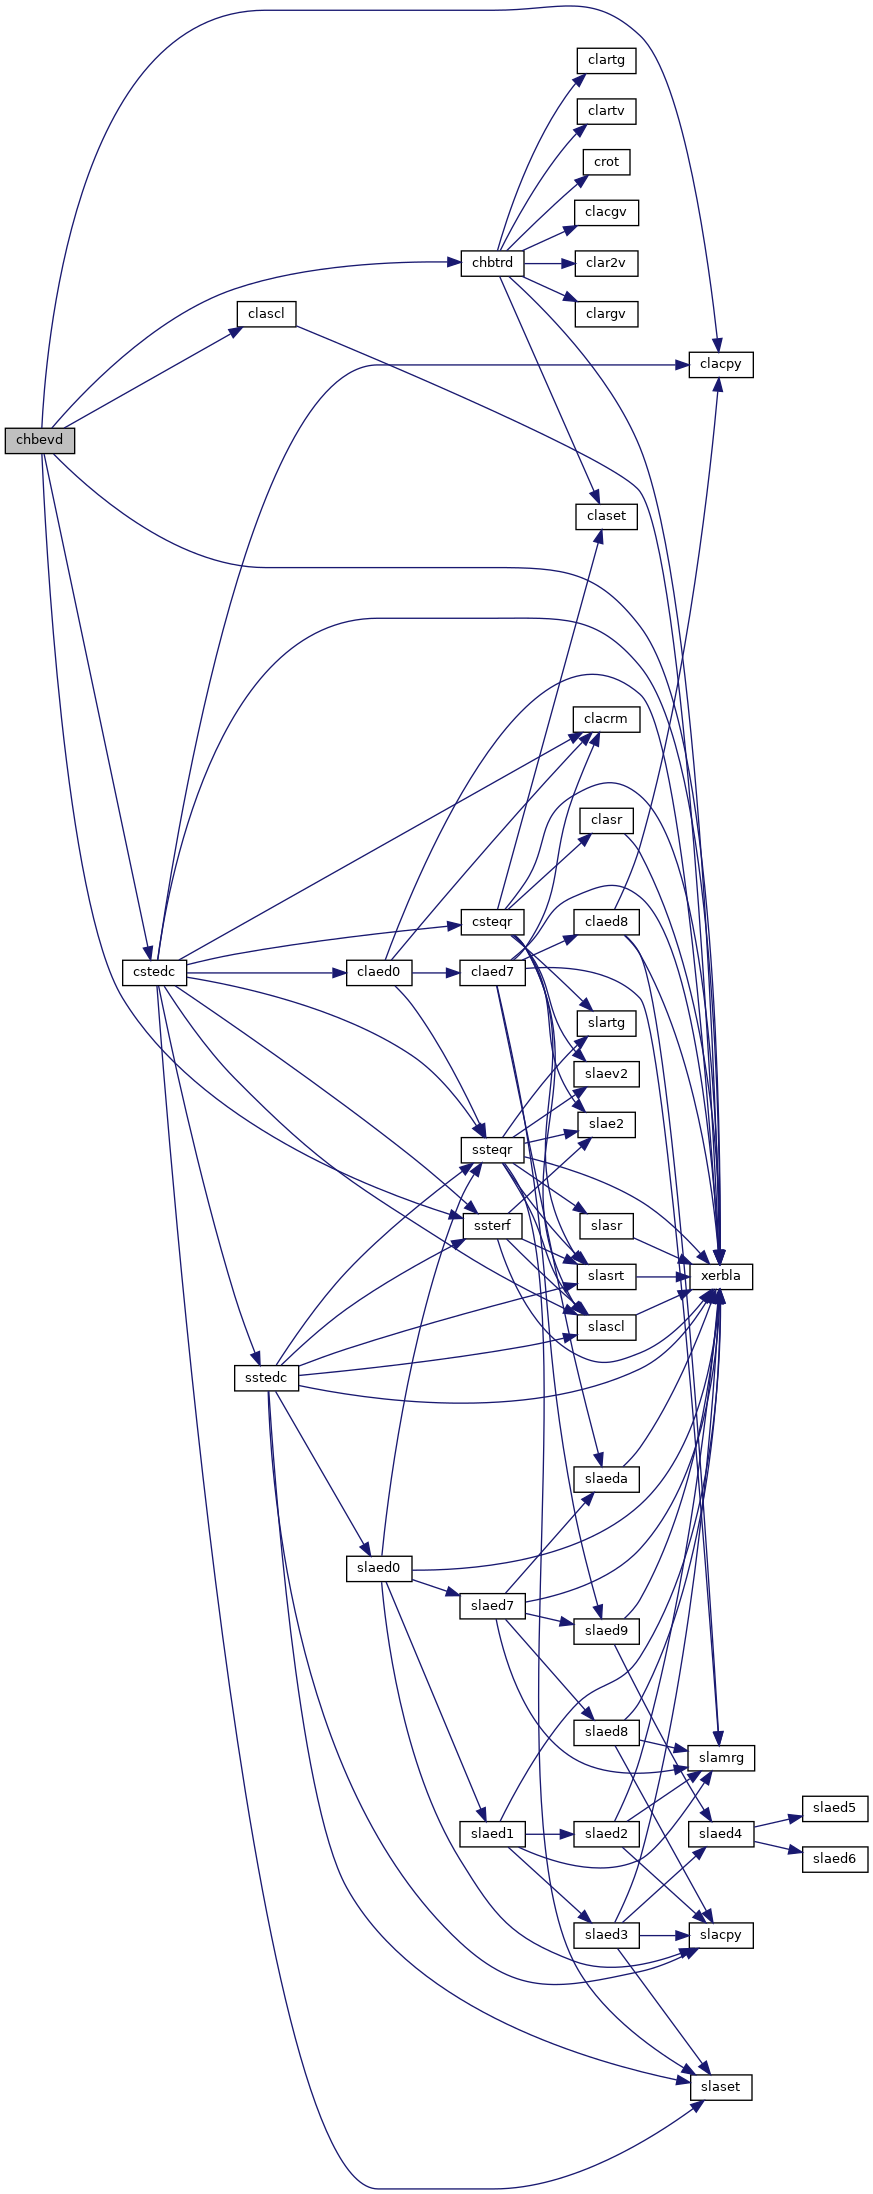 clartg
clartv
crot
clacgv
chbtrd
clar2v
clascl
clargv
clacpy
chbevd
claset
clacrm
clasr
csteqr
claed8
cstedc
claed0
claed7
slartg
slaev2
slae2
ssteqr
ssterf
slasr
slasrt
xerbla
slascl
sstedc
slaeda
slaed0
slaed7
slaed9
slaed8
slamrg
slaed5
slaed1
slaed2
slaed4
slaed6
slaed3
slacpy
slaset